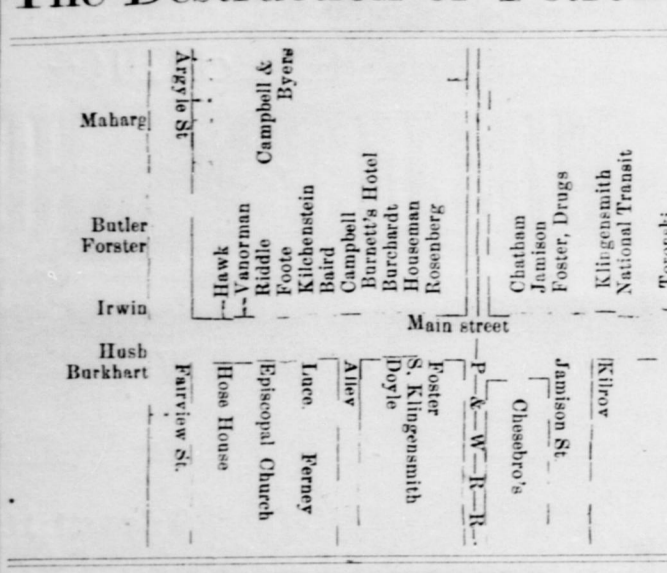 The Destruction of
Argyle St
Campbell &
Byers
Maharg
Butler
Forster
Hawk
Vanorman
Riddle
Foote
Kilchenstein
Baird
Campbell
Burnett's Hotel
Burchardt
Houseman
Rosenberg
Chatham
Jamison
Foster, Drugs
Klingensmith
National Transit
Irwin
Main street
Hush
Burkhart
Fairview St.
Hose House
Episcopal Church
Luce.
Ferney
Alley
Doyle
S. Klingensmith
Foster
P—&—W—R—R-
Chesebro's
Jamison St.
Kilroy